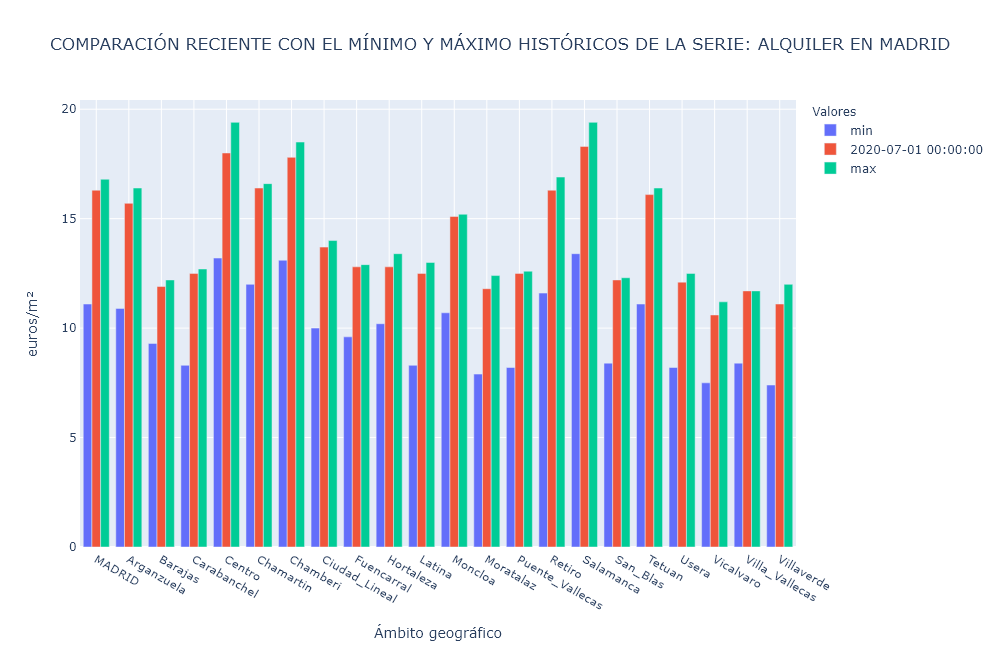 COMPARACIÓN RECIENTE CON EL MÍNIMO Y MÁXIMO HISTÓRICOS DE LA SERIE: ALQUILER EN MADRID
Valores
min
2020-07-01 00:00:00
max
20
15
10
5
0
euros/m²
MADRID
Arganzuela
Barajas
Carabanchel
Centro
Chamartin
Chamberi
Ciudad_Lineal
Fuencarral
Hortaleza
Latina
Moncloa
Moratalaz
Puente_Vallecas
Retiro
Salamanca
San_Blas
Tetuan
Usera
Vicalvaro
Villa_Vallecas
Villaverde
Ámbito geográfico